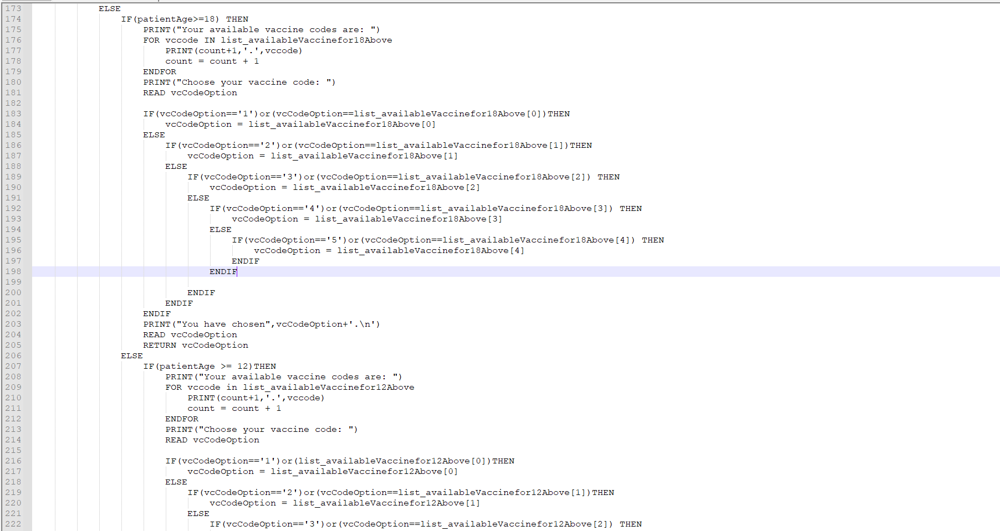 173 ELSE
174 IF(patientAge>=18) THEN
175 PRINT("Your available vaccine codes are: ")
176 FOR vccode IN list_availableVaccinefor18Above
177 PRINT(count+1,'.',vccode)
178 count = count + 1
179 ENDFOR
180 PRINT("Choose your vaccine code: ")
181 READ vcCodeOption
182
183 IF(vcCodeOption=='1')or(vcCodeOption==list_availableVaccinefor18Above[0])THEN
184 vcCodeOption = list_availableVaccinefor18Above[0]
185 ELSE
186 IF(vcCodeOption=='2')or(vcCodeOption==list_availableVaccinefor18Above[1])THEN
187 vcCodeOption = list_availableVaccinefor18Above[1]
188 ELSE
189 IF(vcCodeOption=='3')or(vcCodeOption==list_availableVaccinefor18Above[2]) THEN
190 vcCodeOption = list_availableVaccinefor18Above[2]
191 ELSE
192 IF(vcCodeOption=='4')or(vcCodeOption==list_availableVaccinefor18Above[3]) THEN
193 vcCodeOption = list_availableVaccinefor18Above[3]
194 ELSE
195 IF(vcCodeOption=='5')or(vcCodeOption==list_availableVaccinefor18Above[4]) THEN
196 vcCodeOption = list_availableVaccinefor18Above[4]
197 ENDIF
198 ENDIF
199
200 ENDIF
201 ENDIF
202 ENDIF
203 PRINT("You have chosen",vcCodeOption+'.\n')
204 READ vcCodeOption
205 RETURN vcCodeOption
206 ELSE
207 IF(patientAge >= 12)THEN
208 PRINT("Your available vaccine codes are: ")
209 FOR vccode in list_availableVaccinefor12Above
210 PRINT(count+1,'.',vccode)
211 count = count + 1
212 ENDFOR
213 PRINT("Choose your vaccine code: ")
214 READ vcCodeOption
215
216 IF(vcCodeOption=='1')or(list_availableVaccinefor12Above[0])THEN
217 vcCodeOption = list_availableVaccinefor12Above[0]
218 ELSE
219 IF(vcCodeOption=='2')or(vcCodeOption==list_availableVaccinefor12Above[1])THEN
220 vcCodeOption = list_availableVaccinefor12Above[1]
221 ELSE
222 IF(vcCodeOption=='3')or(vcCodeOption==list_availableVaccinefor12Above[2]) THEN